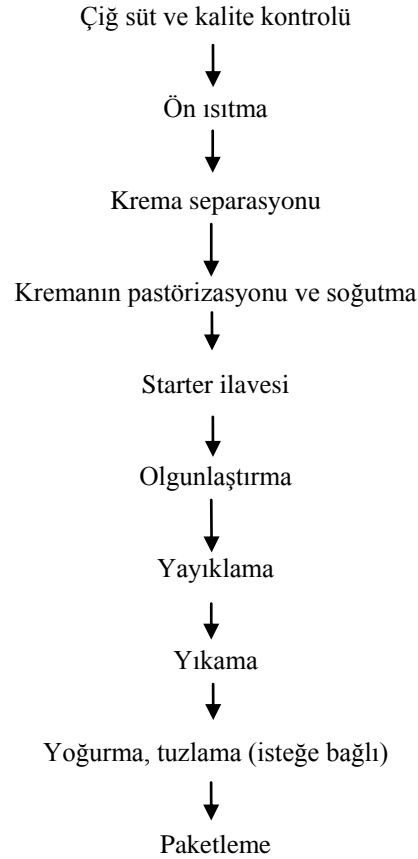 Çiğ süt ve kalite kontrolü
Ön ısıtma
Krema separasyonu
Kremanın pastörizasyonu ve soğutma
Starter ilavesi
Olgunlaştırma
Yayıklama
Yıkama
Yoğurma, tuzlama (isteğe bağlı)
Paketleme